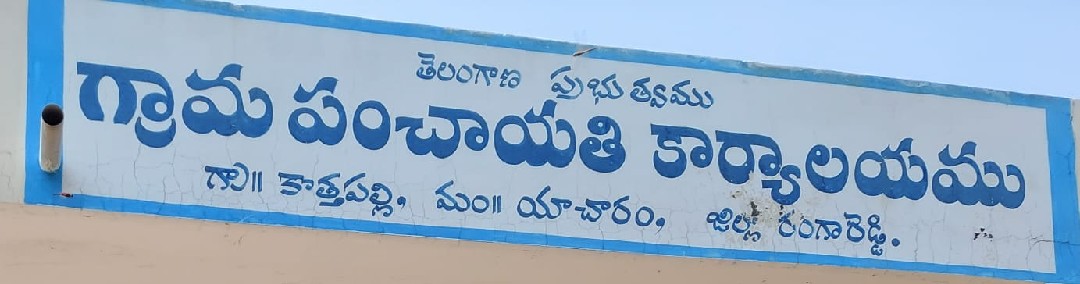 తెలంగాణ ప్రభుత్వము
గ్రామ పంచాయతి కార్యాలయము
గ్రా॥ కొత్తపల్లి, మం॥ యాచారం, జిల్లా రంగారెడ్డి.